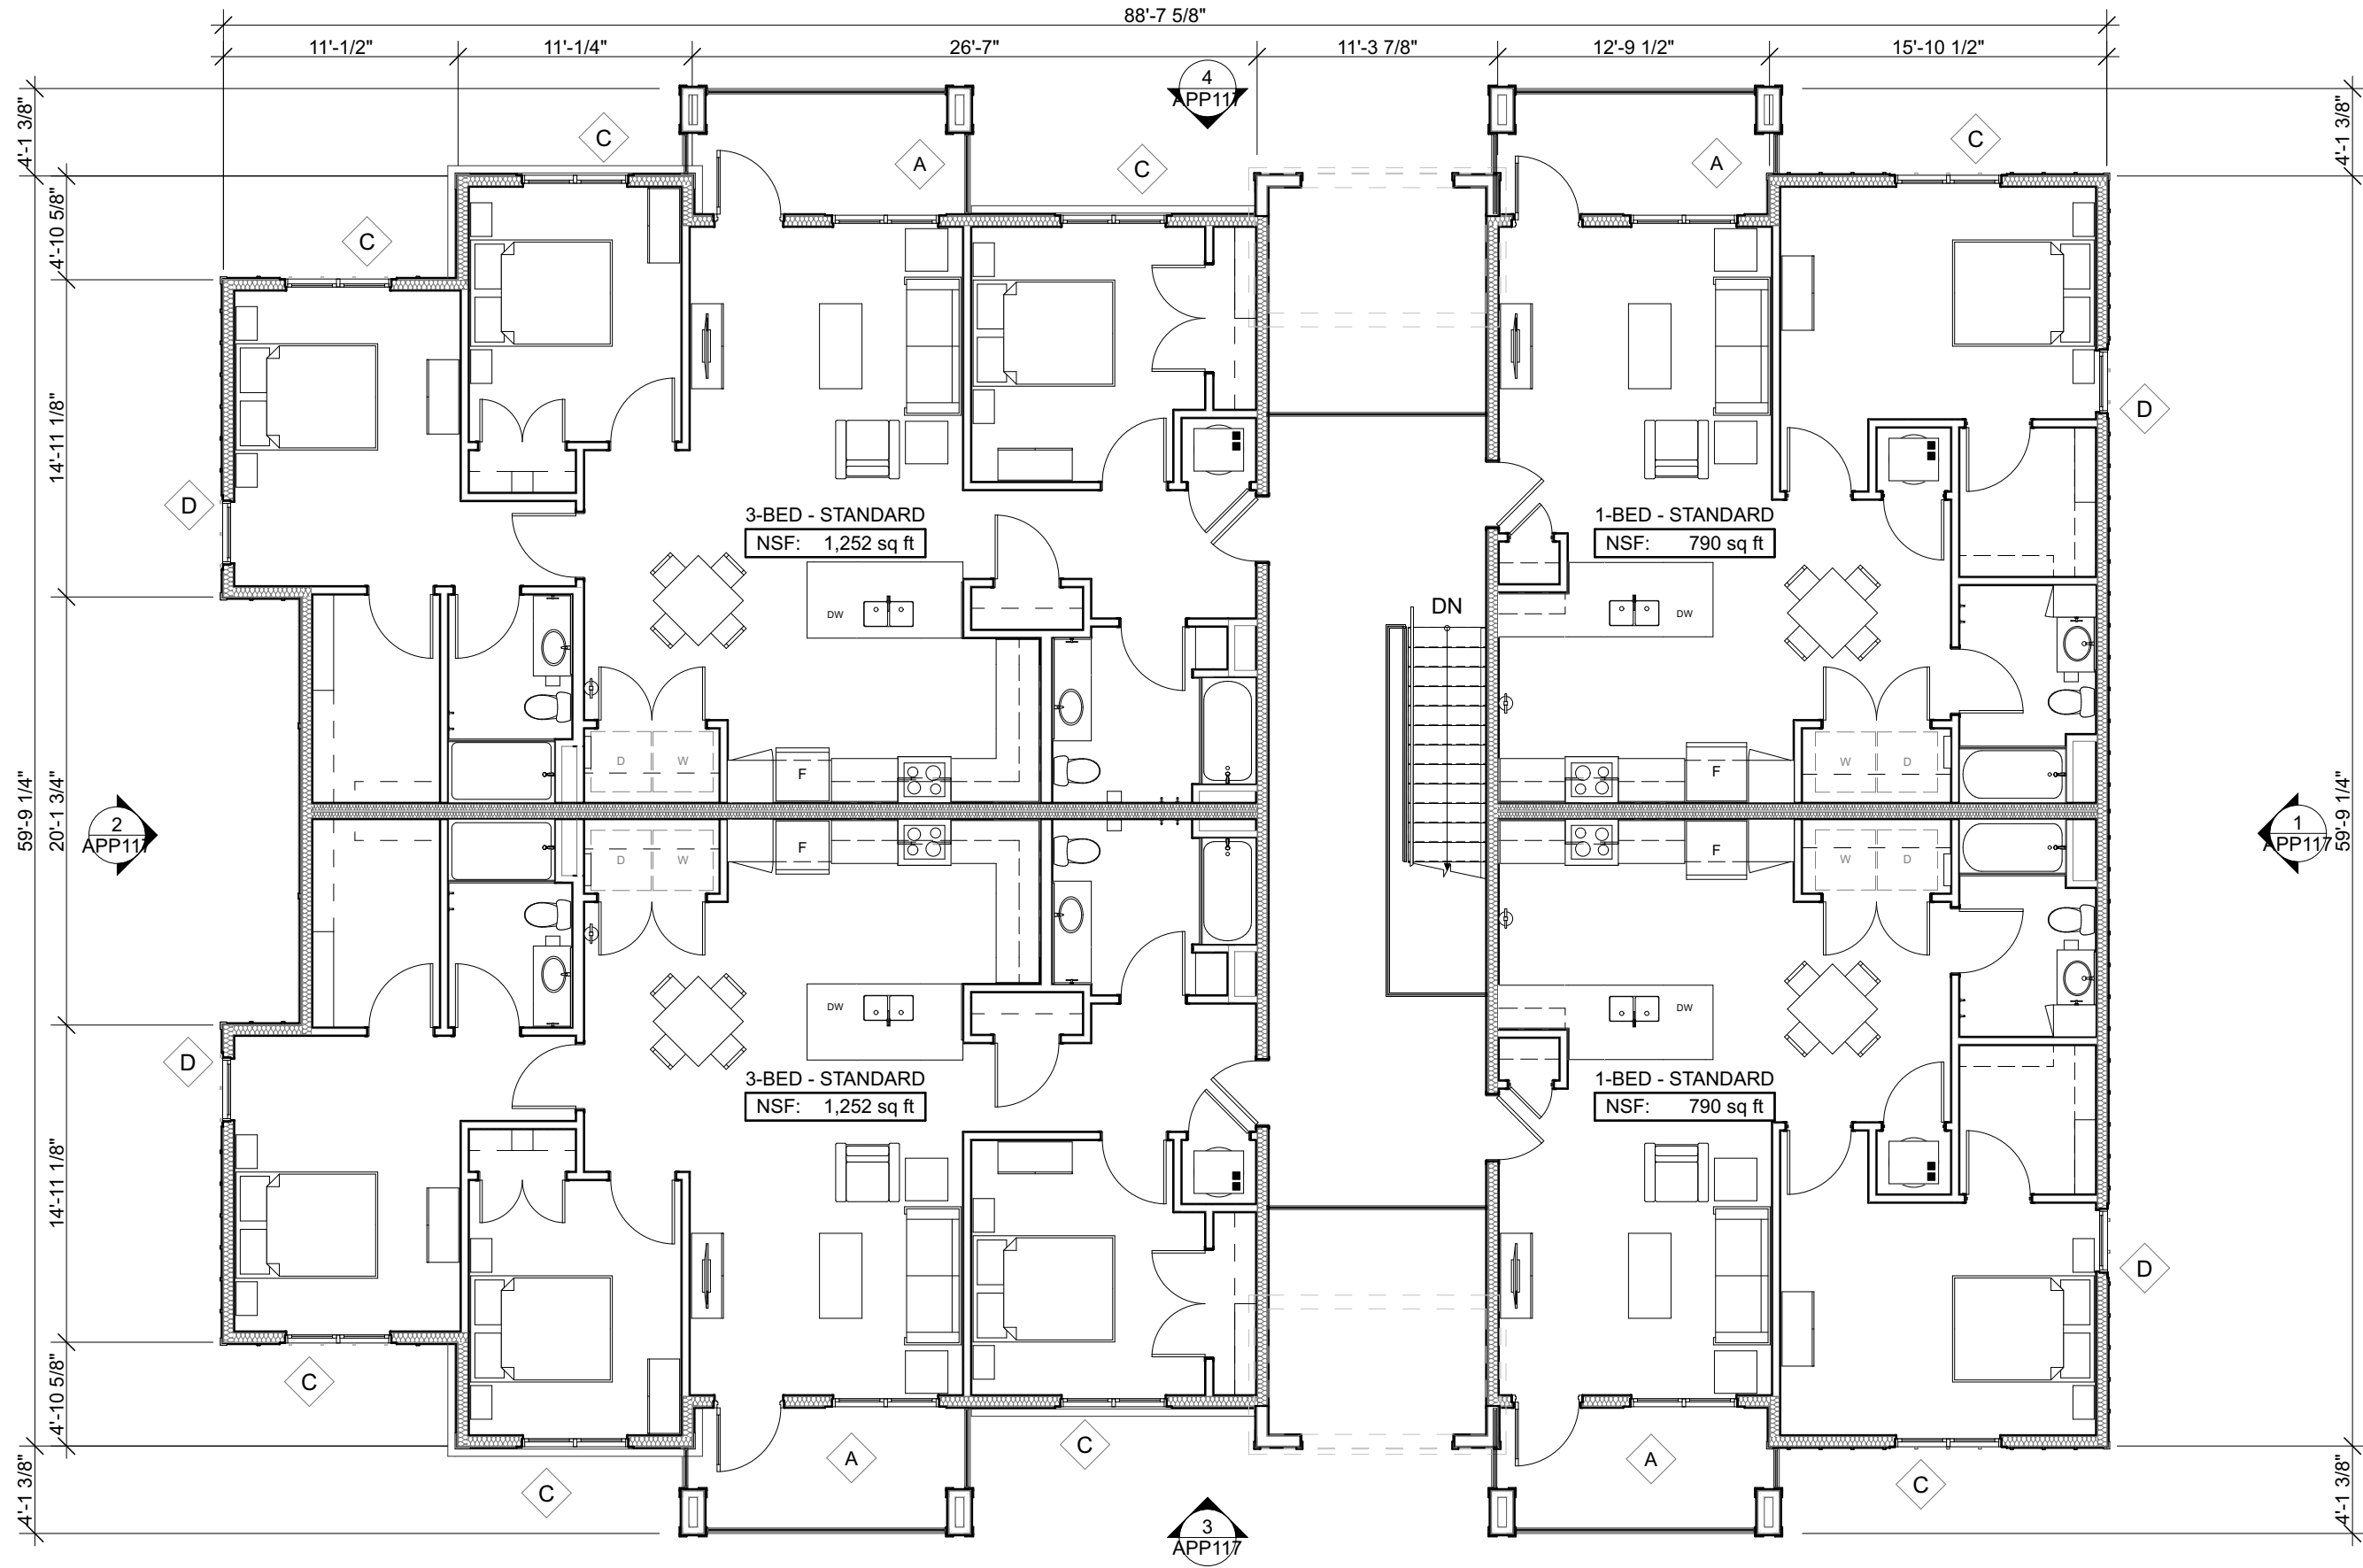 88'-7 5/8"
11'-1/2"
11'-1/4"
26'-7"
11'-3 7/8"
12'-9 1/2"
15'-10 1/2"
4
APP117
4'-1 3/8"
4'-1 3/8"
C
A
C
A
C
C
4'-10 5/8"
14'-11 1/8"
D
D
3-BED - STANDARD
NSF: 1,252 sq ft
1-BED - STANDARD
NSF: 790 sq ft
DN
DW
DW
D
W
F
F
W
D
59'-9 1/4"
20'-1 3/4"
2
APP117
1
APP117
59'-9 1/4"
D
W
F
F
W
D
DW
DW
D
3-BED - STANDARD
NSF: 1,252 sq ft
1-BED - STANDARD
NSF: 790 sq ft
14'-11 1/8"
D
C
4'-10 5/8"
C
A
C
A
C
4'-1 3/8"
4'-1 3/8"
3
APP117